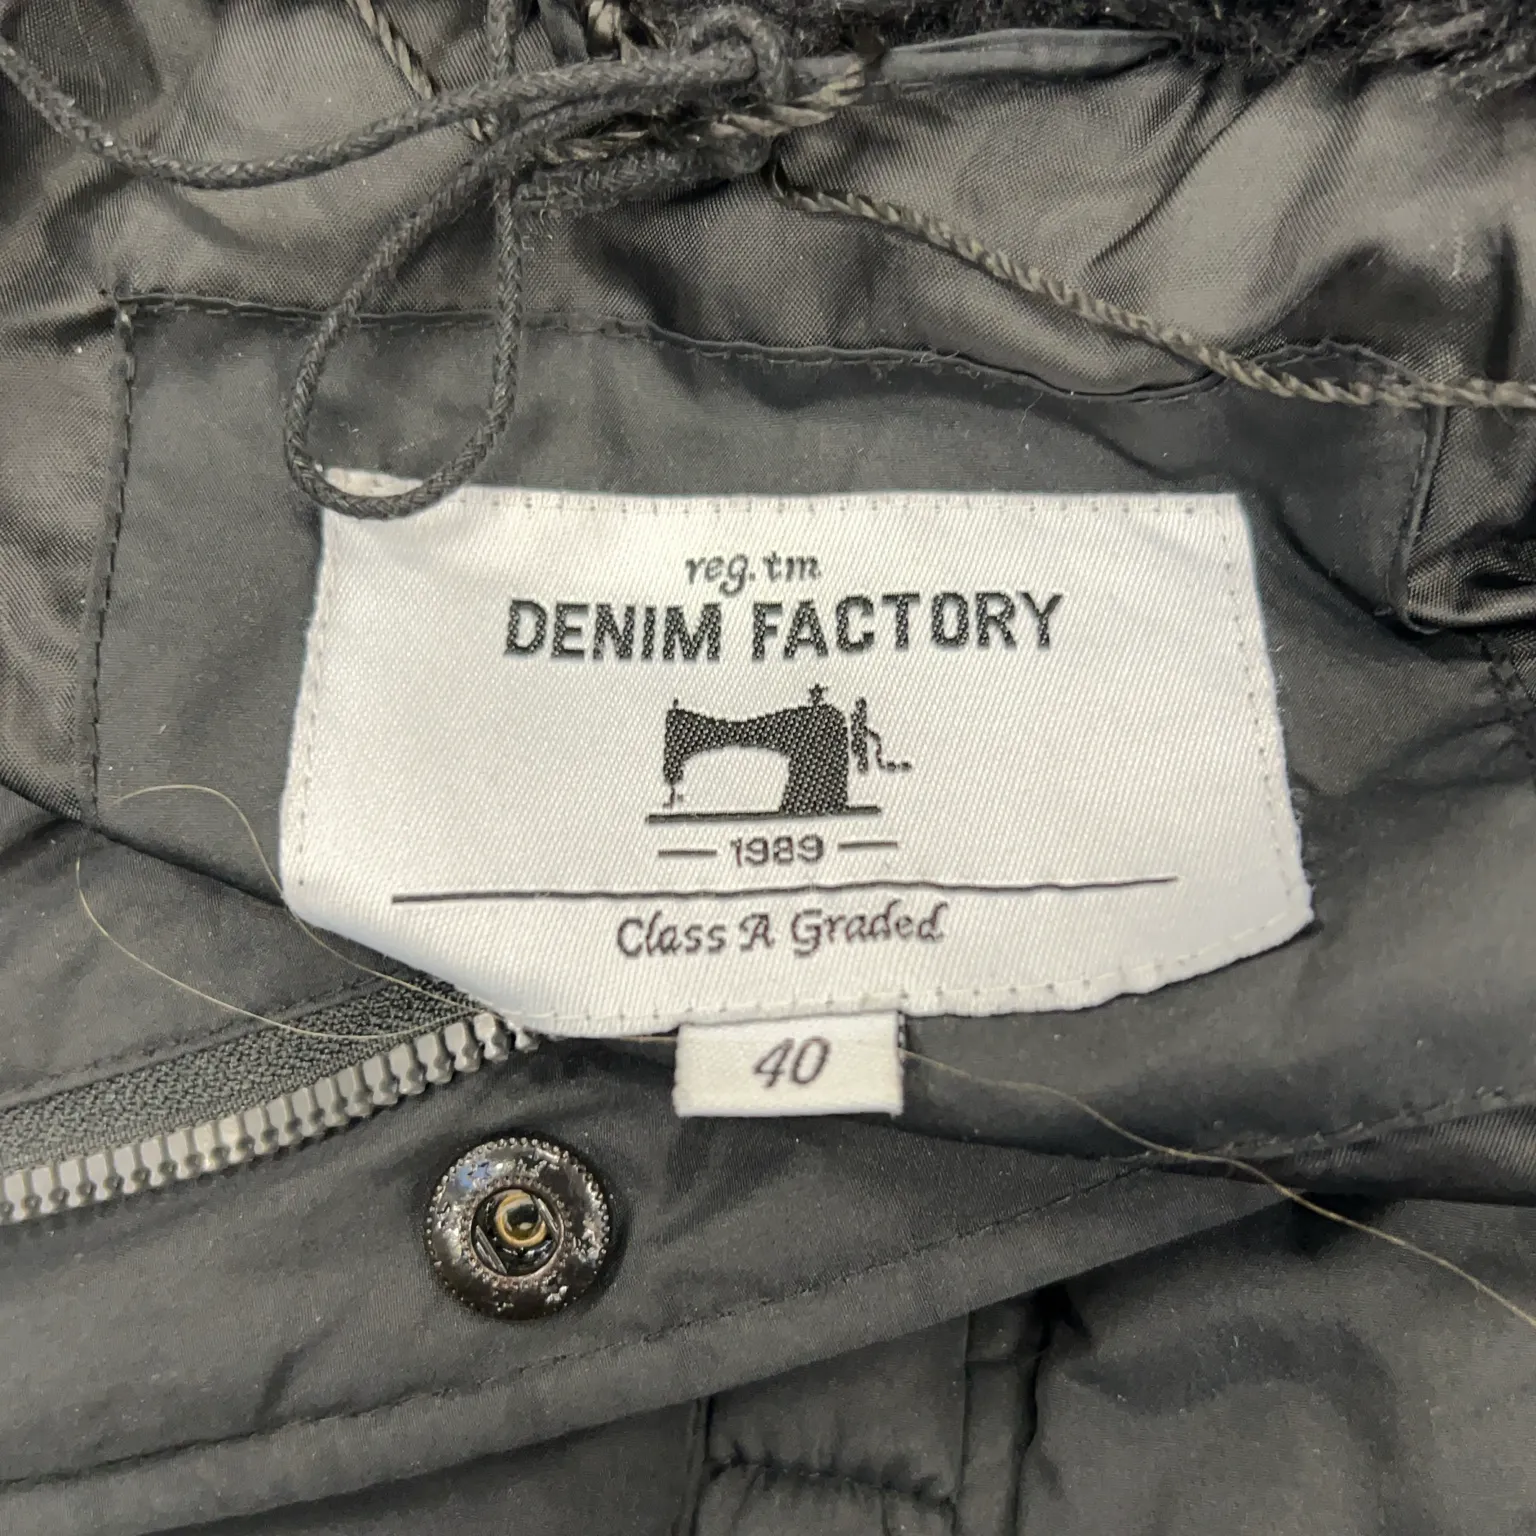 reg.tm
DENIM FACTORY
1989
Class A Graded
40